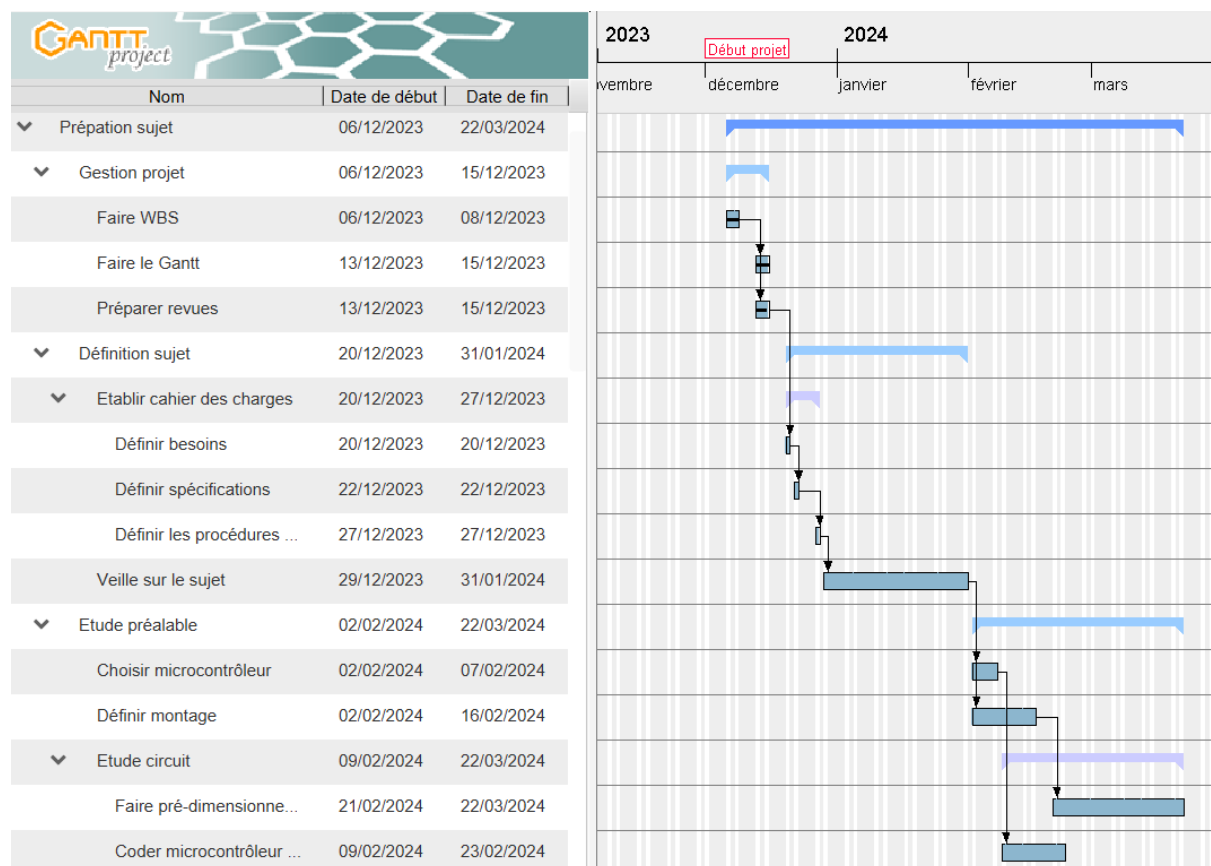 GANTT
project
2023
2024
Début projet
vembre décembre janvier février mars
Nom Date de début Date de fin
Prépation sujet 06/12/2023 22/03/2024
Gestion projet 06/12/2023 15/12/2023
Faire WBS 06/12/2023 08/12/2023
Faire le Gantt 13/12/2023 15/12/2023
Préparer revues 13/12/2023 15/12/2023
Définition sujet 20/12/2023 31/01/2024
Etablir cahier des charges 20/12/2023 27/12/2023
Définir besoins 20/12/2023 20/12/2023
Définir spécifications 22/12/2023 22/12/2023
Définir les procédures ... 27/12/2023 27/12/2023
Veille sur le sujet 29/12/2023 31/01/2024
Etude préalable 02/02/2024 22/03/2024
Choisir microcontrôleur 02/02/2024 07/02/2024
Définir montage 02/02/2024 16/02/2024
Etude circuit 09/02/2024 22/03/2024
Faire pré-dimensionne... 21/02/2024 22/03/2024
Coder microcontrôleur ... 09/02/2024 23/02/2024